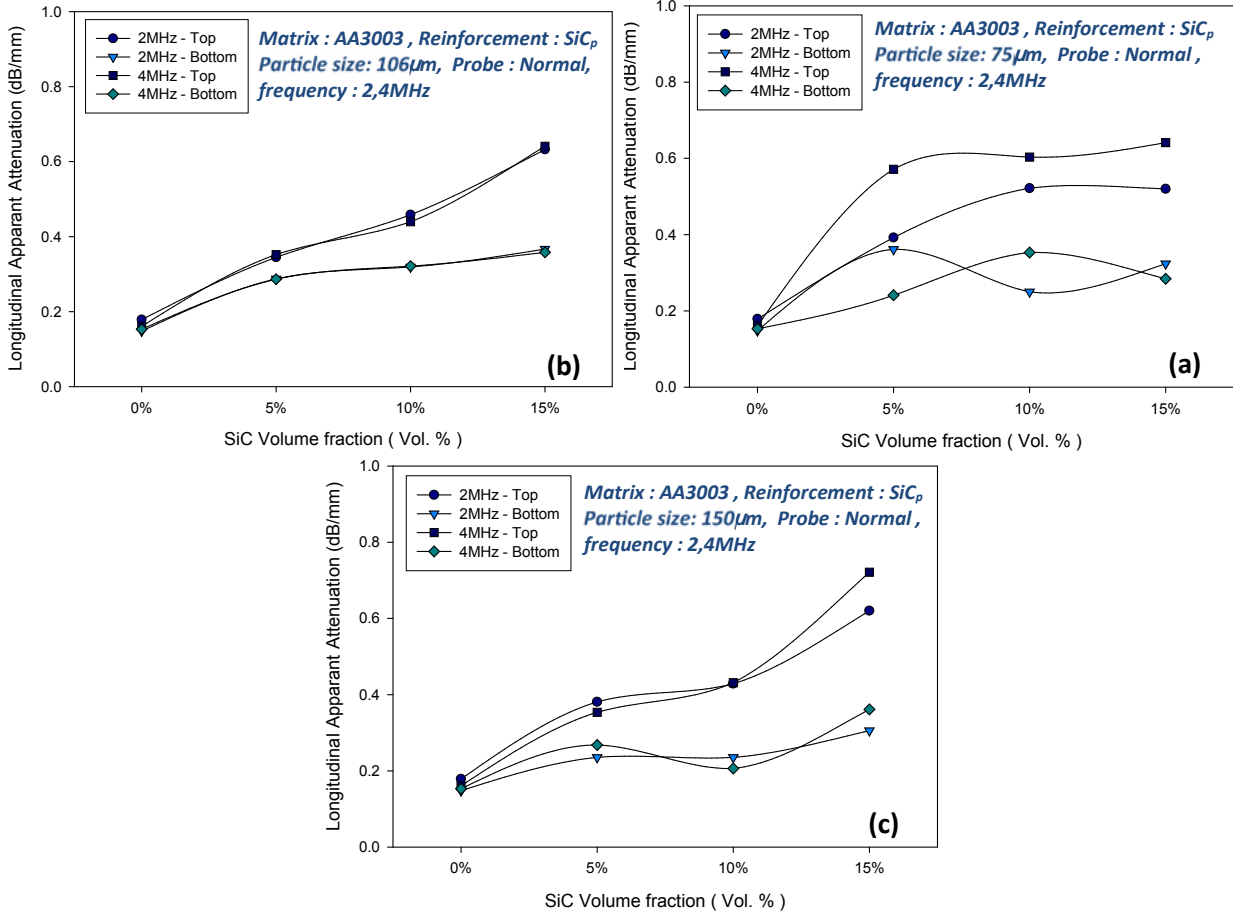 2MHz - Top
2MHz - Bottom
4MHz - Top
4MHz - Bottom
Matrix : AA3003 , Reinforcement : SiCp
Particle size: 106μm, Probe : Normal,
frequency : 2,4MHz
Longitudinal Apparant Attenuation (dB/mm)
1.0
0.8
0.6
0.4
0.2
0.0
0%
5%
10%
15%
SiC Volume fraction ( Vol. % )
(b)
2MHz - Top
2MHz - Bottom
4MHz - Top
4MHz - Bottom
Matrix : AA3003 , Reinforcement : SiCp
Particle size: 75μm, Probe : Normal ,
frequency : 2,4MHz
Longitudinal Apparant Attenuation (dB/mm)
1.0
0.8
0.6
0.4
0.2
0.0
0%
5%
10%
15%
SiC Volume fraction ( Vol. % )
(a)
2MHz - Top
2MHz - Bottom
4MHz - Top
4MHz - Bottom
Matrix : AA3003 , Reinforcement : SiCp
Particle size: 150μm, Probe : Normal ,
frequency : 2,4MHz
Longitudinal Apparant Attenuation (dB/mm)
1.0
0.8
0.6
0.4
0.2
0.0
0%
5%
10%
15%
SiC Volume fraction ( Vol. % )
(c)